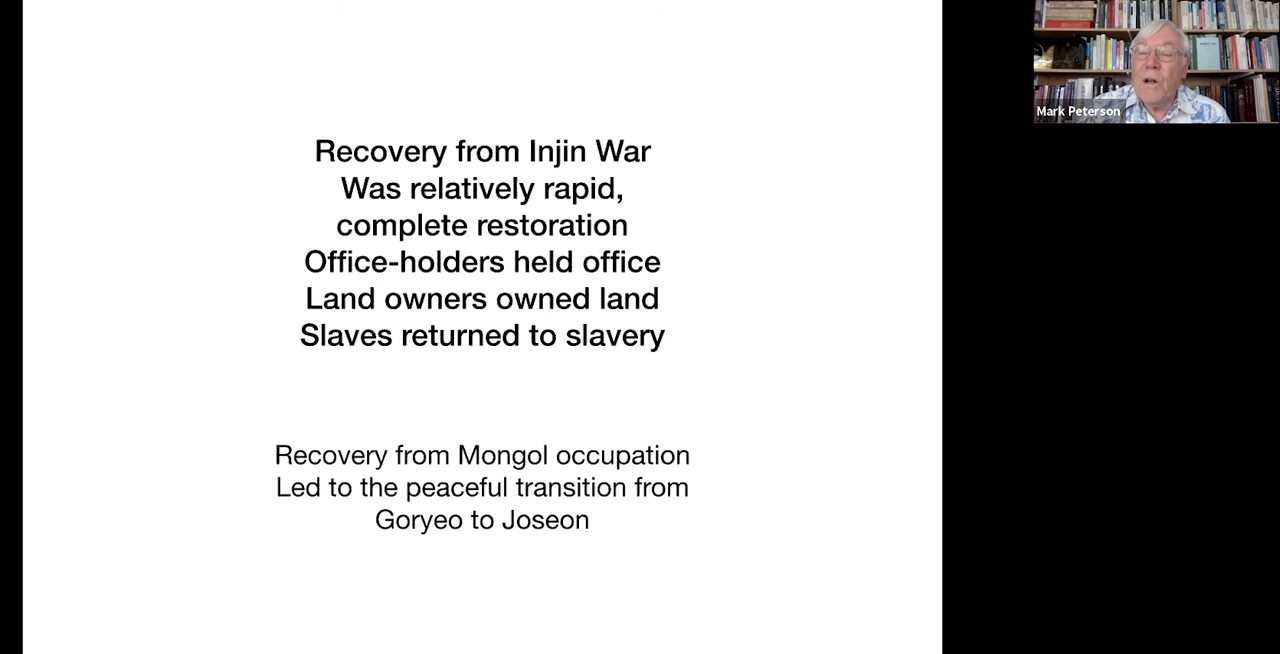 Recovery from Injin War
Was relatively rapid,
complete restoration
Office-holders held office
Land owners owned land
Slaves returned to slavery
Recovery from Mongol occupation
Led to the peaceful transition from
Goryeo to Joseon
Mark Peterson